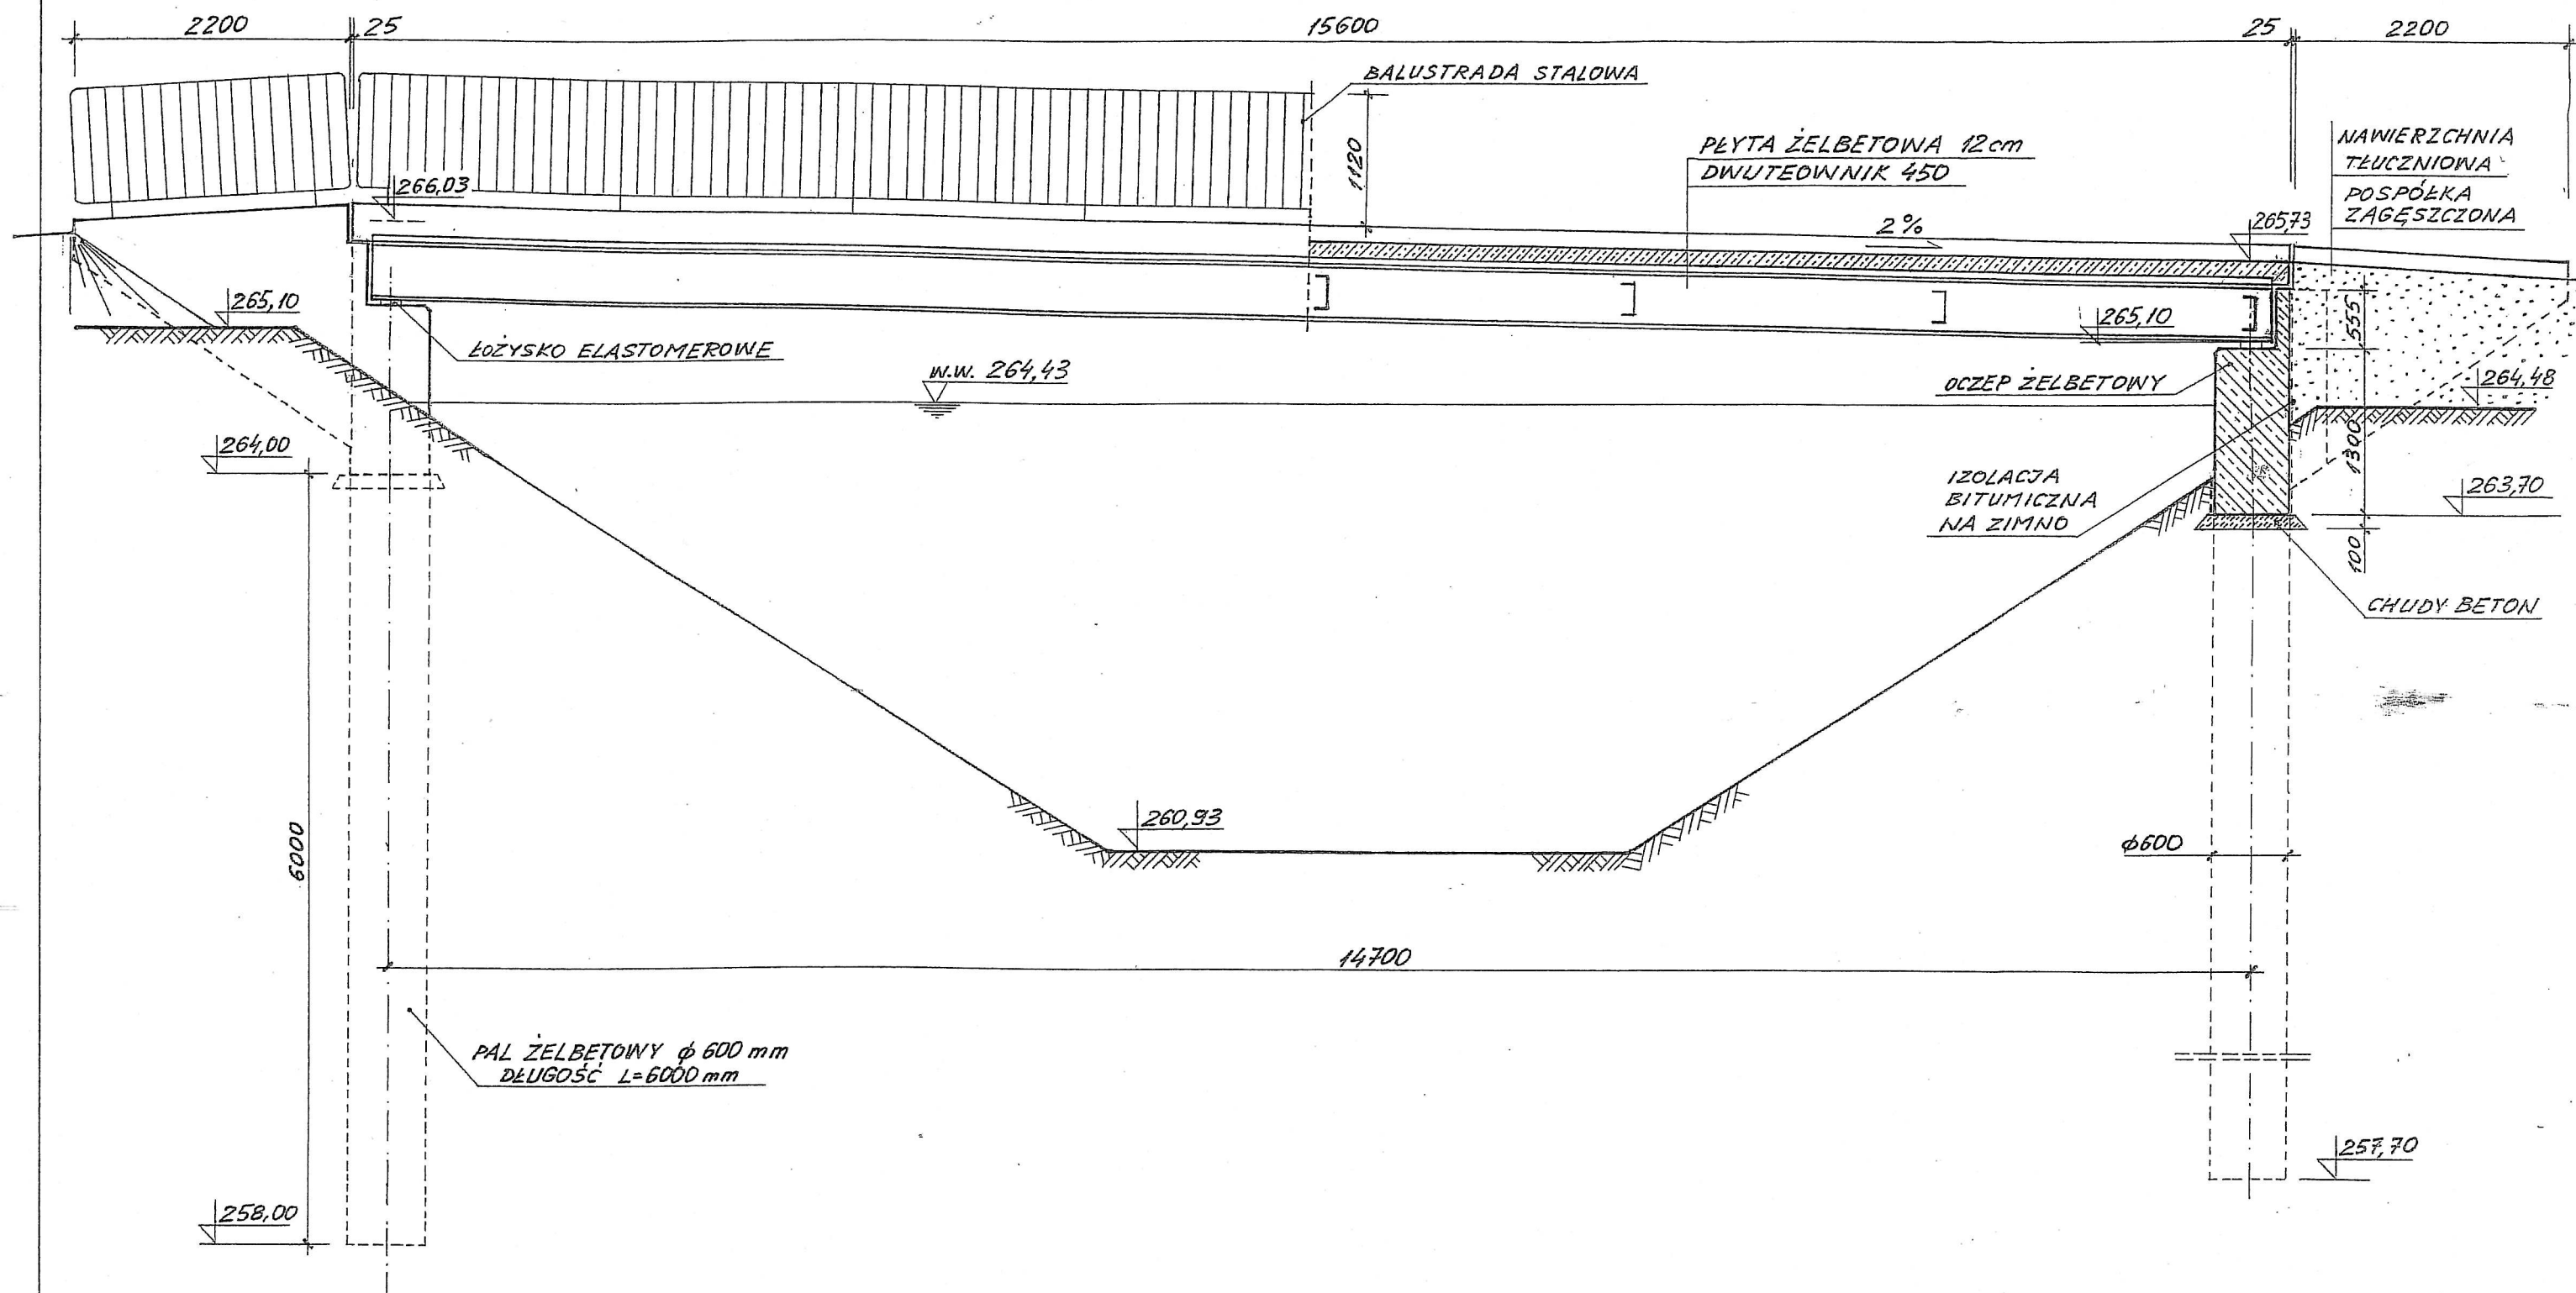 2200
25
15600
25
2200
BALUSTRADA STALOWA
1120
PŁYTA ŻELBETOWA 12cm
DWUTEOWNIK 450
NAWIERZCHNIA
TŁUCZNIOWA
POSPÓŁKA
ZAGĘSZCZONA
266,03
2%
265,73
265,10
265,10
555
ŁOŻYSKO ELASTOMEROWE
W.W. 264,43
OCZEP ŻELBETOWY
264,48
264,00
1300
IZOLACJA
BITUMICZNA
NA ZIMNO
263,70
100
CHUDY BETON
260,93
6000
ϕ600
14700
PAL ŻELBETOWY ϕ 600 mm
DŁUGOŚĆ L=6000 mm
257,70
258,00